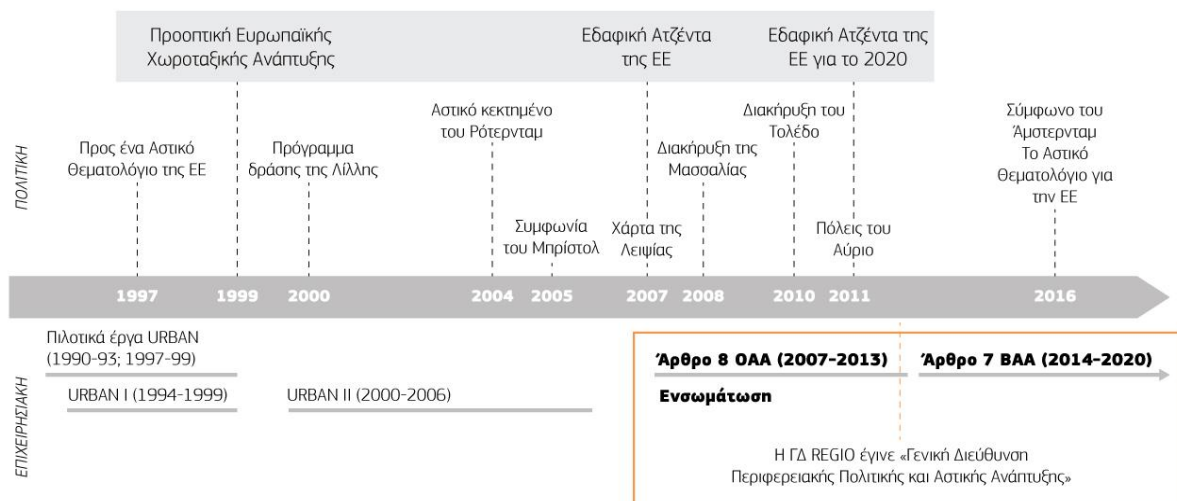 Προοπτική Ευρωπαϊκής
Χωροταξικής Ανάπτυξης
Εδαφική Ατζέντα
της ΕΕ
Εδαφική Ατζέντα της
ΕΕ για το 2020
ΠΟΛΙΤΙΚΗ
Προς ένα Αστικό
Θεματολόγιο της ΕΕ
Πρόγραμμα
δράσης της Λίλλης
Αστικό κεκτημένο
του Ρότερνταμ
Συμφωνία
του Μπρίστολ
Χάρτα της
Λειψίας
Διακήρυξη της
Μασσαλίας
Διακήρυξη του
Τολέδο
Πόλεις του
Αύριο
Σύμφωνο του
Άμστερνταμ
Το Αστικό
Θεματολόγιο για
την ΕΕ
1997 1999 2000 2004 2005 2007 2008 2010 2011 2016
ΕΠΙΧΕΙΡΗΣΙΑΚΗ
Πιλοτικά έργα URBAN
(1990-93; 1997-99)
URBAN I (1994-1999)
URBAN II (2000-2006)
Άρθρο 8 ΟΑΑ (2007-2013)
Ενσωμάτωση
Άρθρο 7 ΒΑΑ (2014-2020)
Η ΓΔ REGIO έγινε «Γενική Διεύθυνση
Περιφερειακής Πολιτικής και Αστικής Ανάπτυξης»